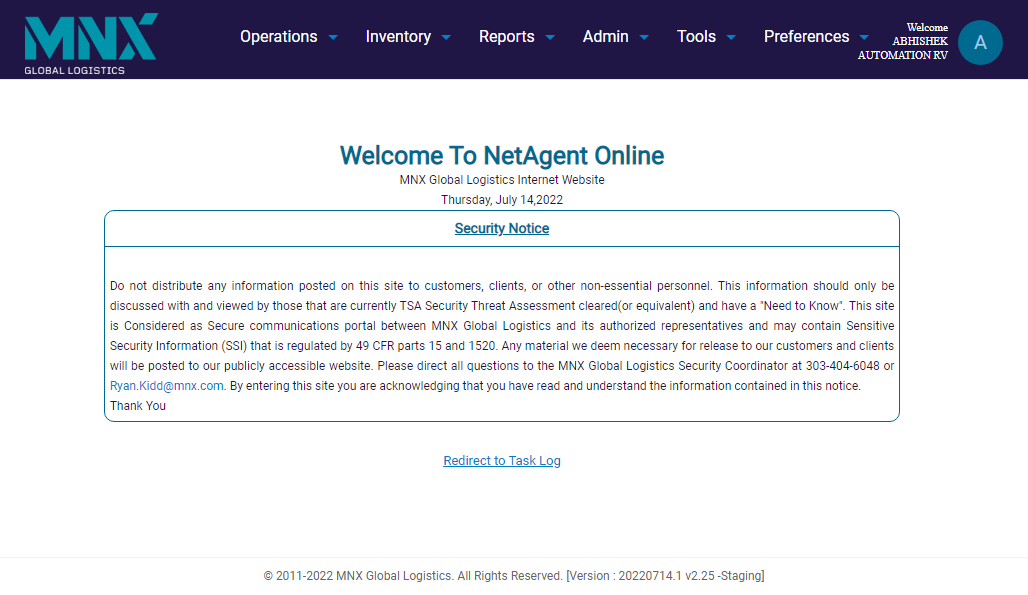 MNX
GLOBAL LOGISTICS
Operations
Inventory
Reports
Admin
Tools
Preferences
Welcome
ABHISHEK
AUTOMATION RV
A
Welcome To NetAgent Online
MNX Global Logistics Internet Website
Thursday, July 14,2022
Security Notice
Do not distribute any information posted on this site to customers, clients, or other non-essential personnel. This information should only be
discussed with and viewed by those that are currently TSA Security Threat Assessment cleared(or equivalent) and have a "Need to Know". This site
is Considered as Secure communications portal between MNX Global Logistics and its authorized representatives and may contain Sensitive
Security Information (SSI) that is regulated by 49 CFR parts 15 and 1520. Any material we deem necessary for release to our customers and clients
will be posted to our publicly accessible website. Please direct all questions to the MNX Global Logistics Security Coordinator at 303-404-6048 or
Ryan.Kidd@mnx.com. By entering this site you are acknowledging that you have read and understand the information contained in this notice.
Thank You
Redirect to Task Log
© 2011-2022 MNX Global Logistics. All Rights Reserved. [Version : 20220714.1 v2.25 -Staging]